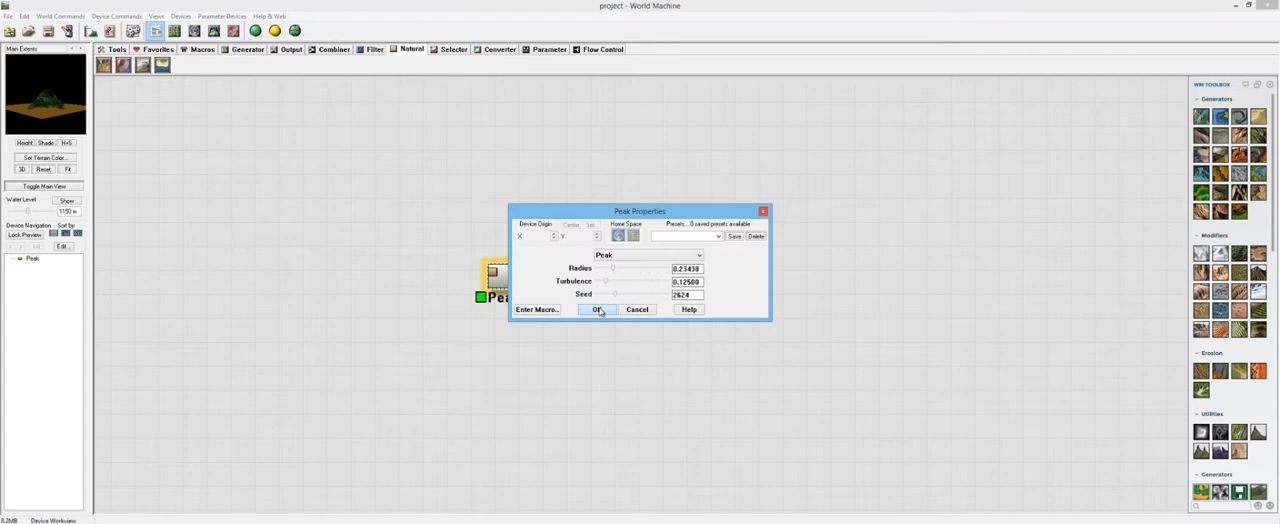 project - World Machine
File Edit World Commands Device Commands Views Devices Parameter Devices Help & Web
Main Extents
Tools Favorites Macros Generator Output Combiner Filter Natural Selector Converter Parameter Flow Control
WM TOOLBOX
Generators
Height Shade H+S
Set Terrain Color...
3D Reset Fit
Toggle Main View
Water Level Show
1150 m
Device Navigation Sort by:
Lock Preview
Edit...
Peak
Peak Properties
Device Origin Center Set... Home Space Presets... 0 saved presets available
X Y Save Delete
Peak
Radius 0.23438
Turbulence 0.12500
Seed 2624
Enter Macro... OK Cancel Help
Modifiers
Erosion
Utilities
Generators
8.2MB Device Workview